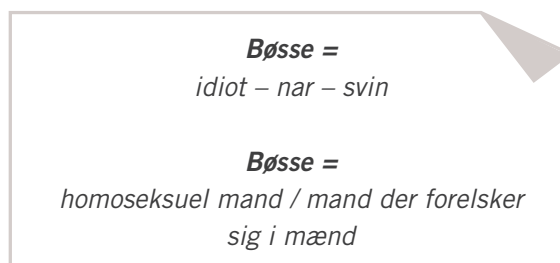 Bøsse =
idiot – nar – svin
Bøsse =
homoseksuel mand / mand der forelsker
sig i mænd